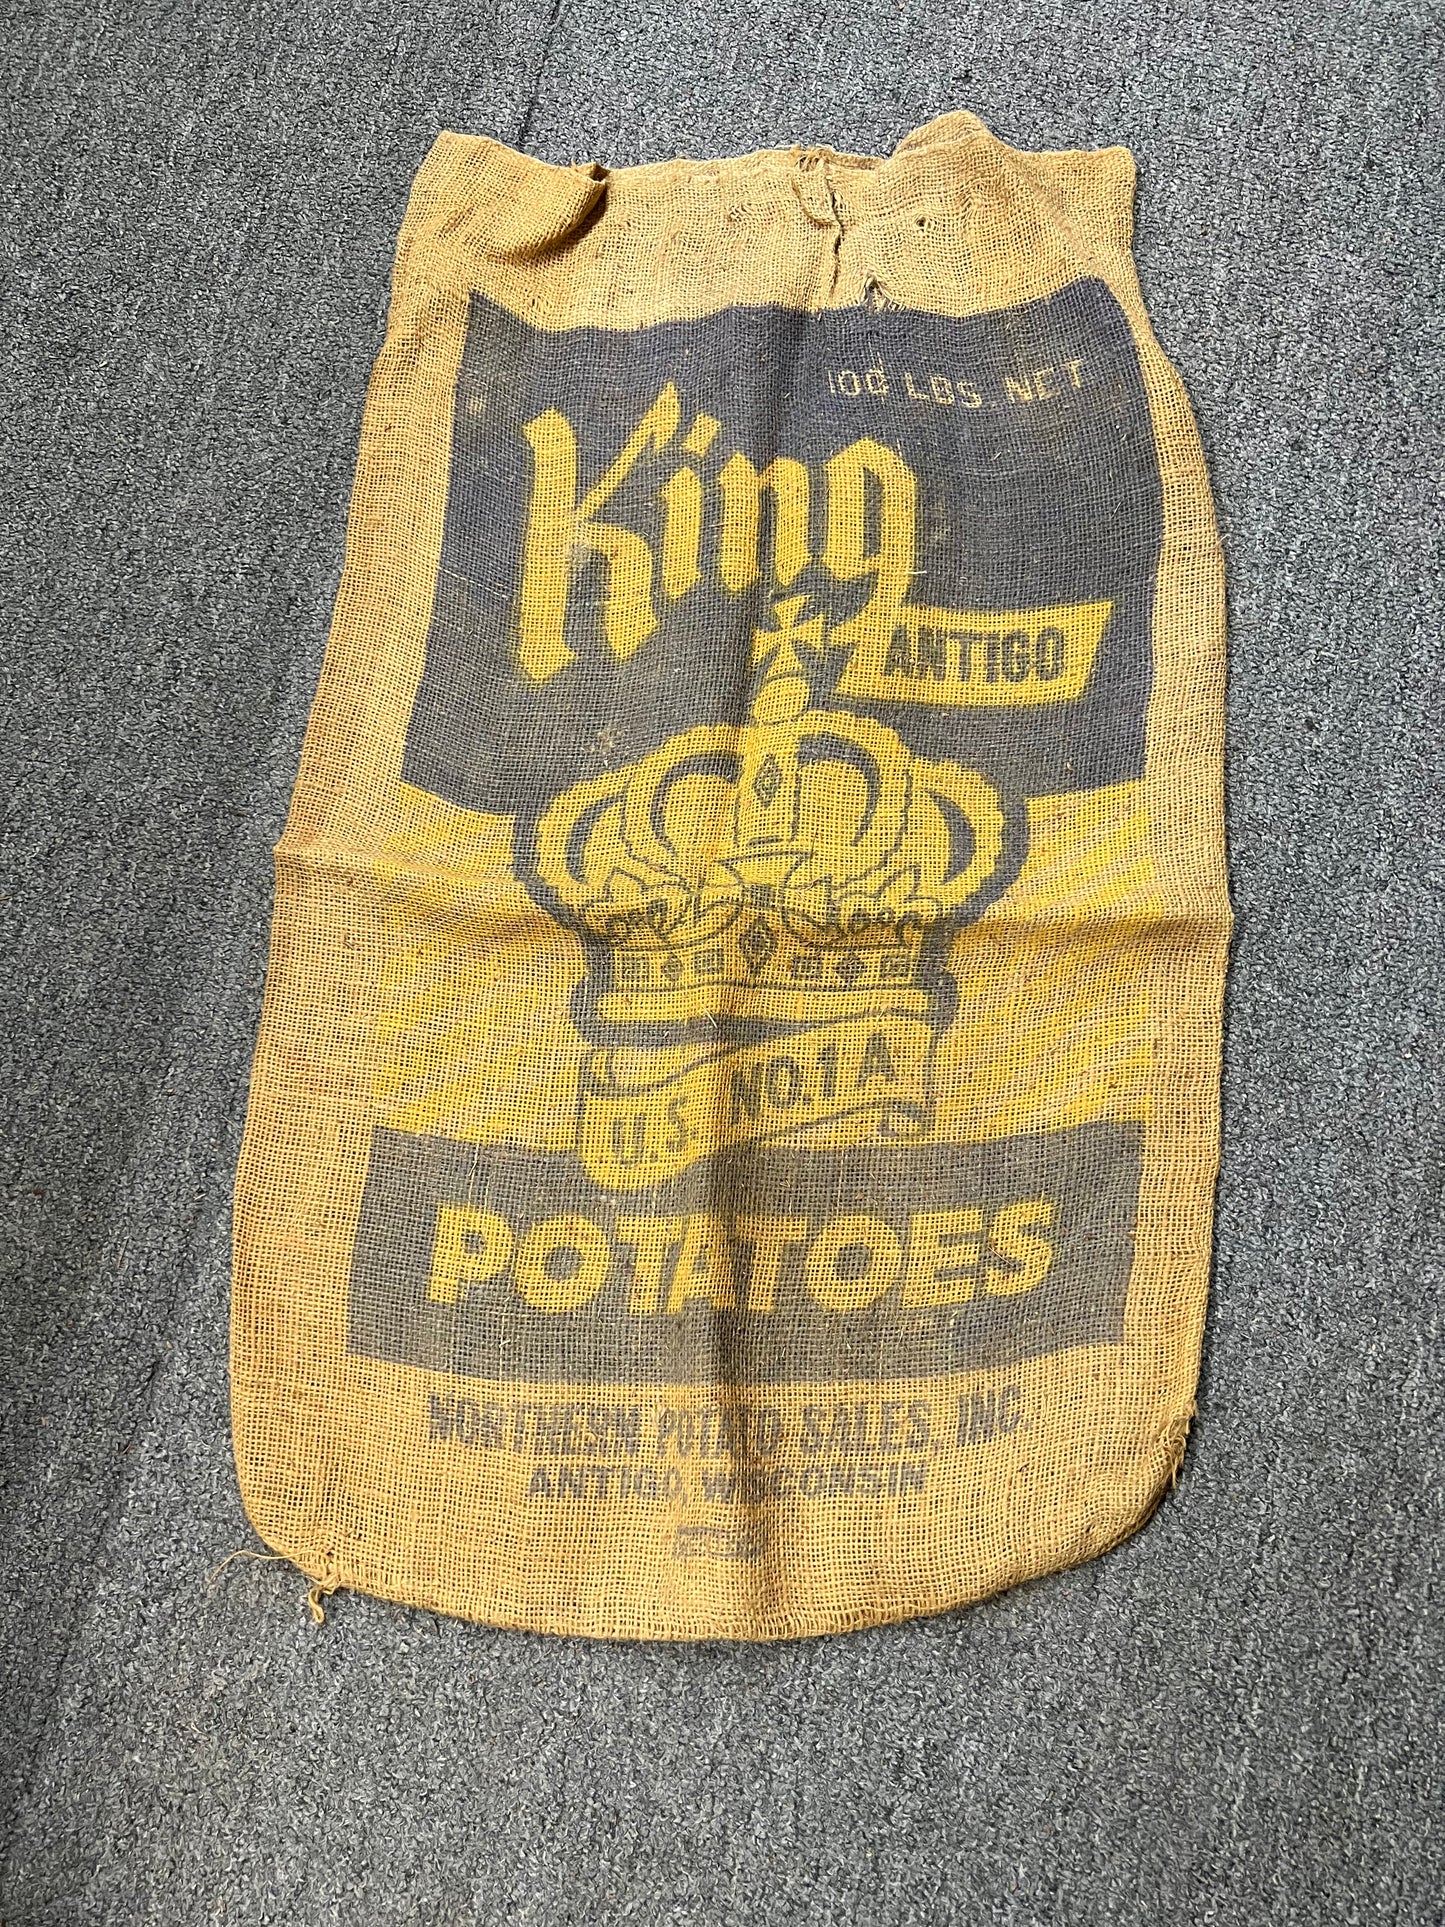 100 LBS NET
King
ANTIGO
U.S. NO.1 A
POTATOES
NORTHERN POTATO SALES, INC.
ANTIGO, WISCONSIN